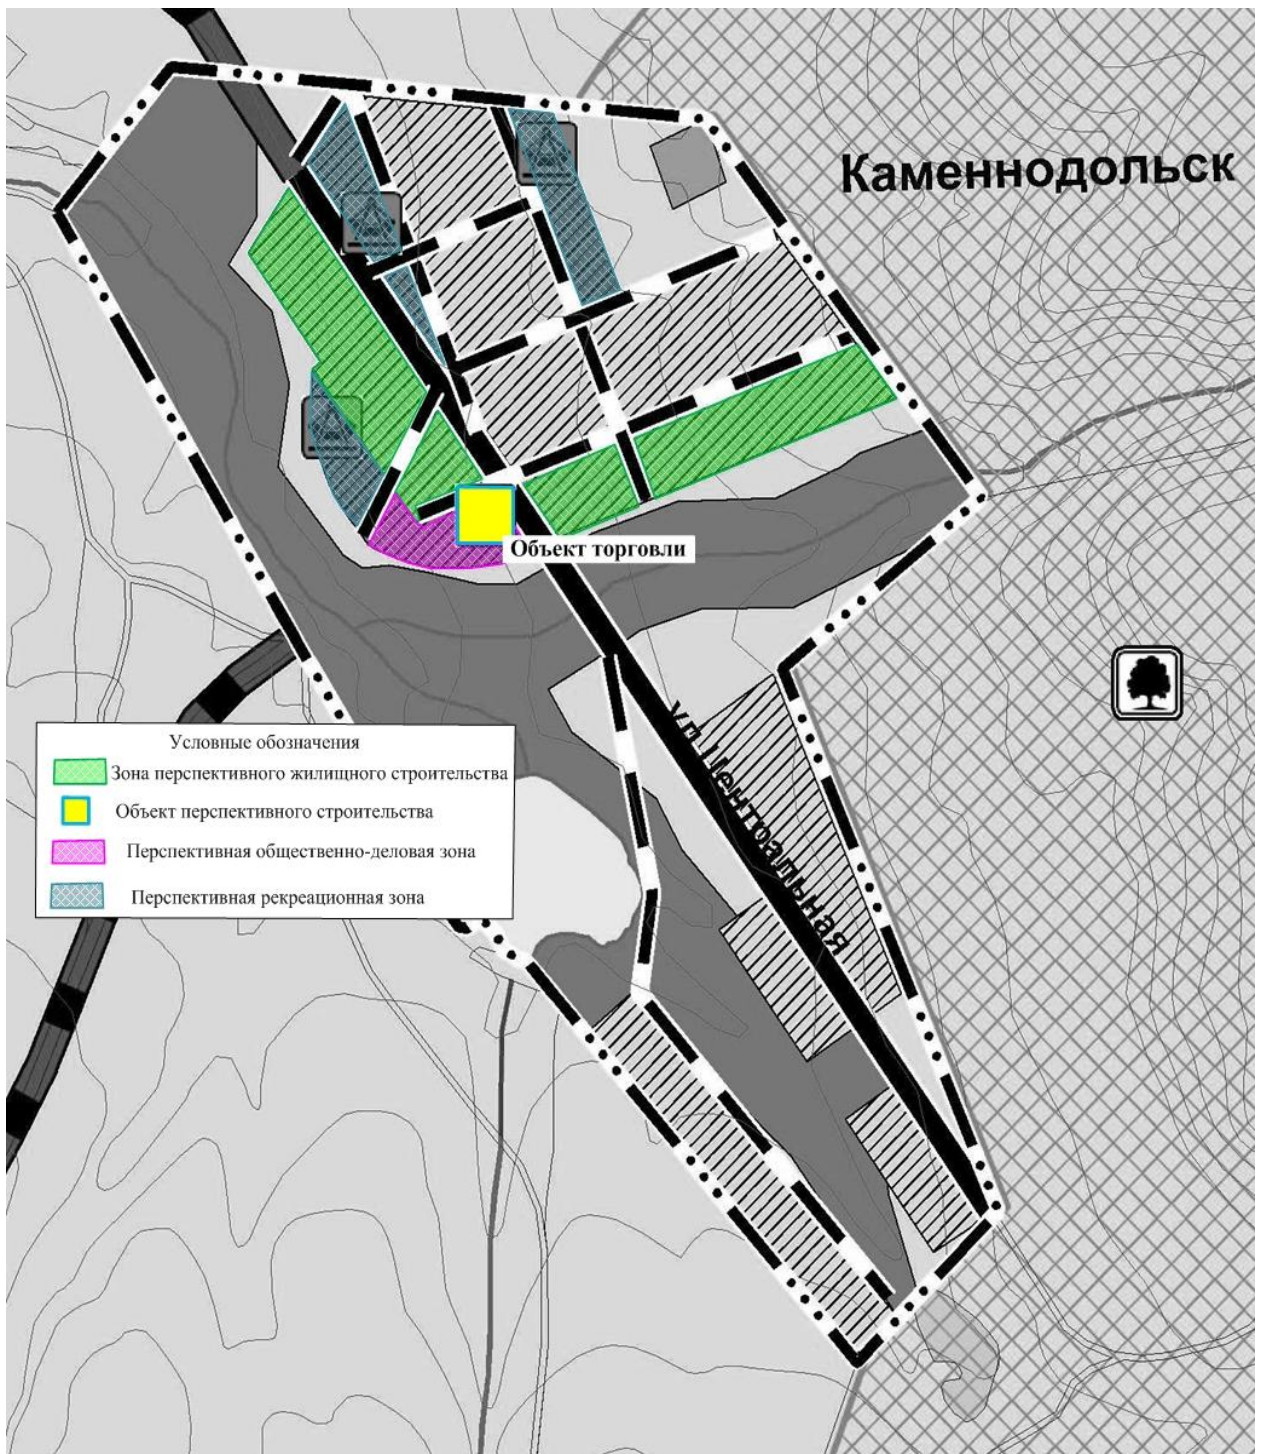 Каменнодольск
Объект торговли
ул.Центральная
Условные обозначения
Зона перспективного жилищного строительства
Объект перспективного строительства
Перспективная общественно-деловая зона
Перспективная рекреационная зона